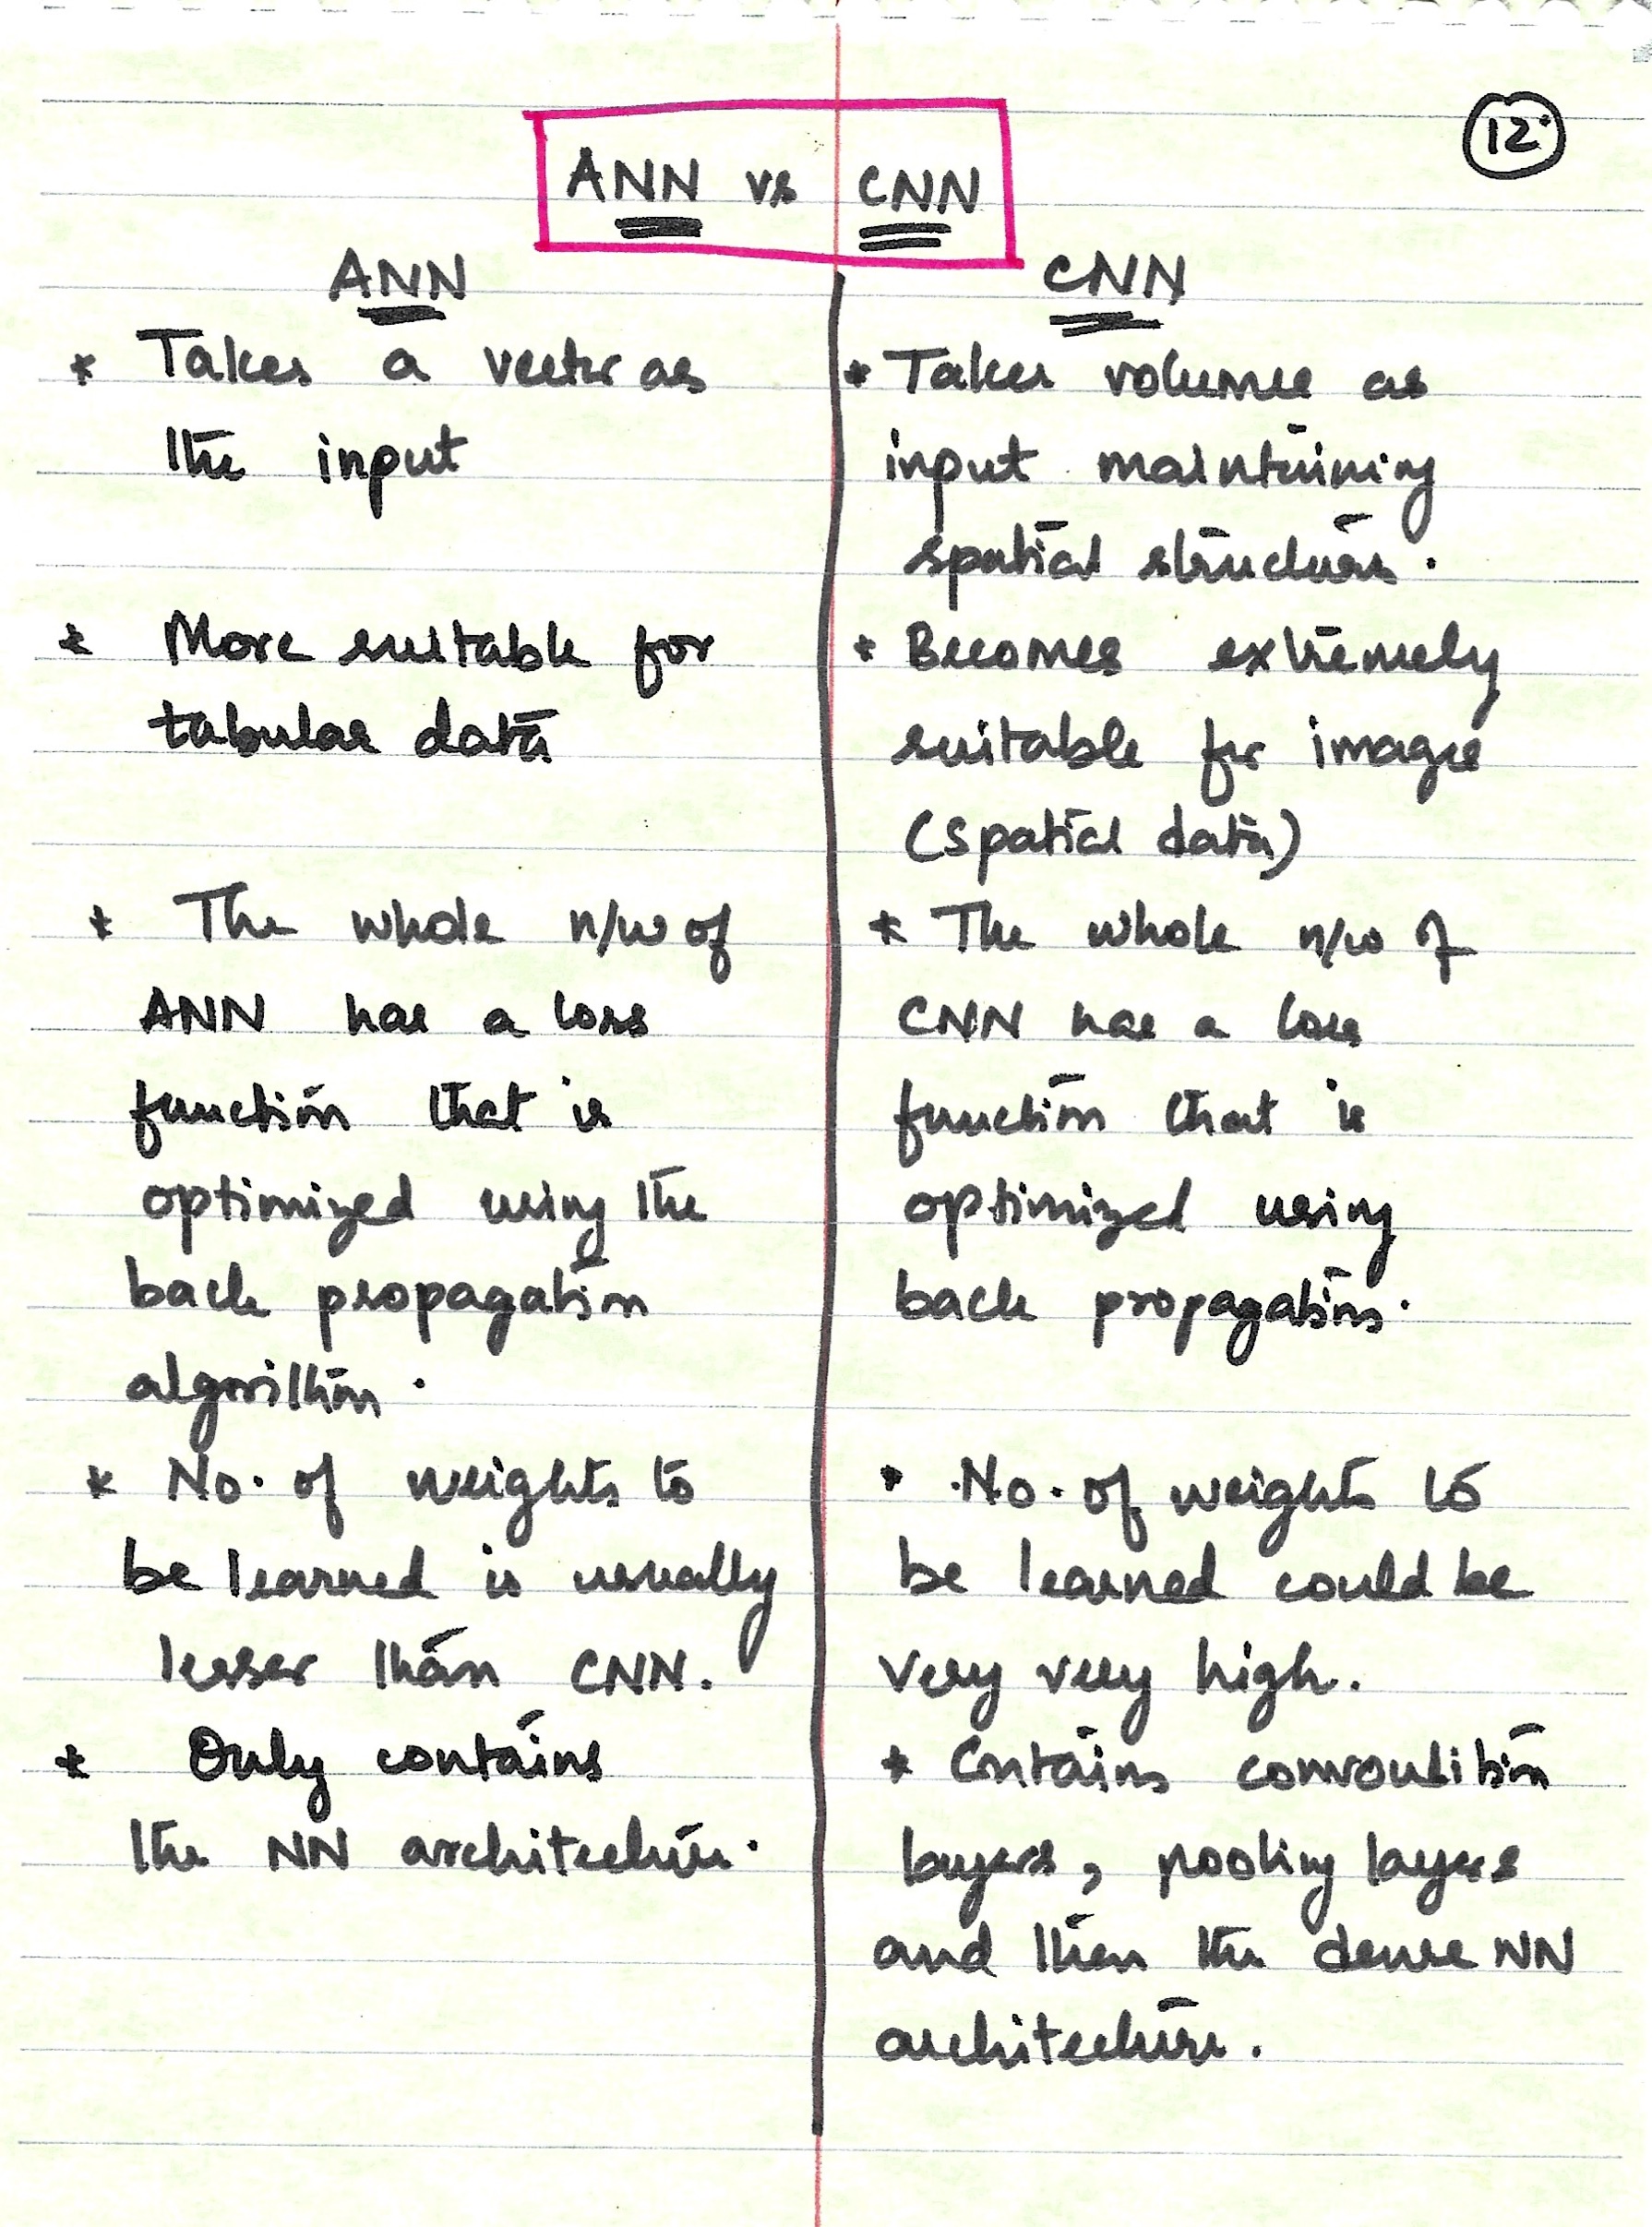 12.
ANN vs CNN
ANN
* Takes a vector as
the input
* More suitable for
tabular data
* The whole n/w of
ANN has a loss
function that is
optimized using the
back propagation
algorithm.
* No. of weights to
be learned is usually
lesser than CNN.
* Only contains
the NN architecture.
CNN
* Takes volumes as
input maintaining
spatial structures.
* Becomes extremely
suitable for images
(spatial data)
* The whole n/w of
CNN has a loss
function that is
optimized using
back propagation.
• No. of weights to
be learned could be
very very high.
* Contains convoulition
layers, pooling layers
and then the dense NN
architecture.